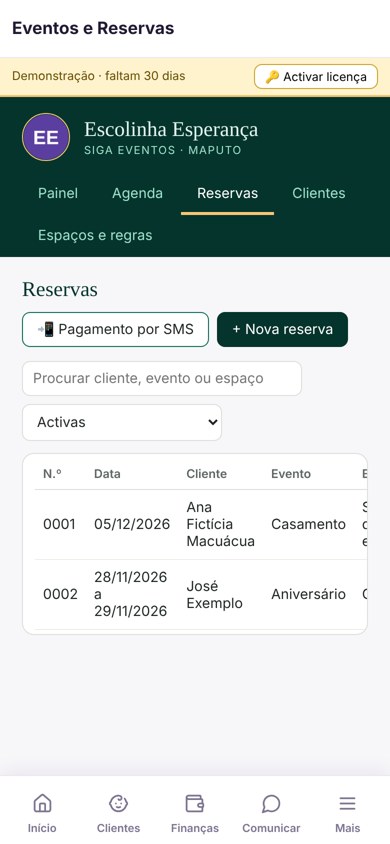 Eventos e Reservas
Demonstração · faltam 30 dias
🔑 Activar licença
EE
Escolinha Esperança
SIGA EVENTOS · MAPUTO
Painel Agenda Reservas Clientes
Espaços e regras
Reservas
📲 Pagamento por SMS + Nova reserva
Procurar cliente, evento ou espaço
Activas
N.º Data Cliente Evento
0001 05/12/2026 Ana Fictícia Macuácua Casamento
0002 28/11/2026 a 29/11/2026 José Exemplo Aniversário
Início Clientes Finanças Comunicar Mais